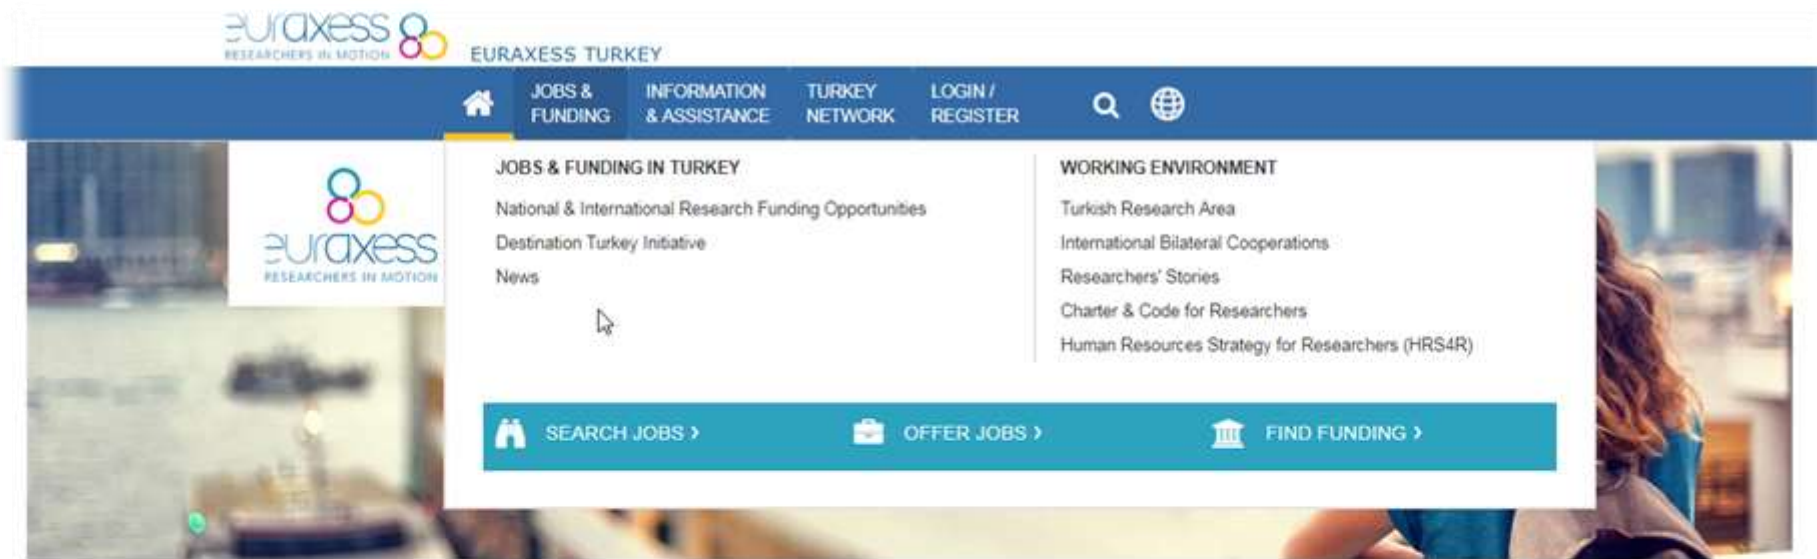 euraxess
RESEARCHERS IN MOTION
EURAXESS TURKEY
JOBS &
FUNDING
INFORMATION
& ASSISTANCE
TURKEY
NETWORK
LOGIN /
REGISTER
euraxess
RESEARCHERS IN MOTION
JOBS & FUNDING IN TURKEY
National & International Research Funding Opportunities
Destination Turkey Initiative
News
WORKING ENVIRONMENT
Turkish Research Area
International Bilateral Cooperations
Researchers' Stories
Charter & Code for Researchers
Human Resources Strategy for Researchers (HRS4R)
SEARCH JOBS ›
OFFER JOBS ›
FIND FUNDING ›